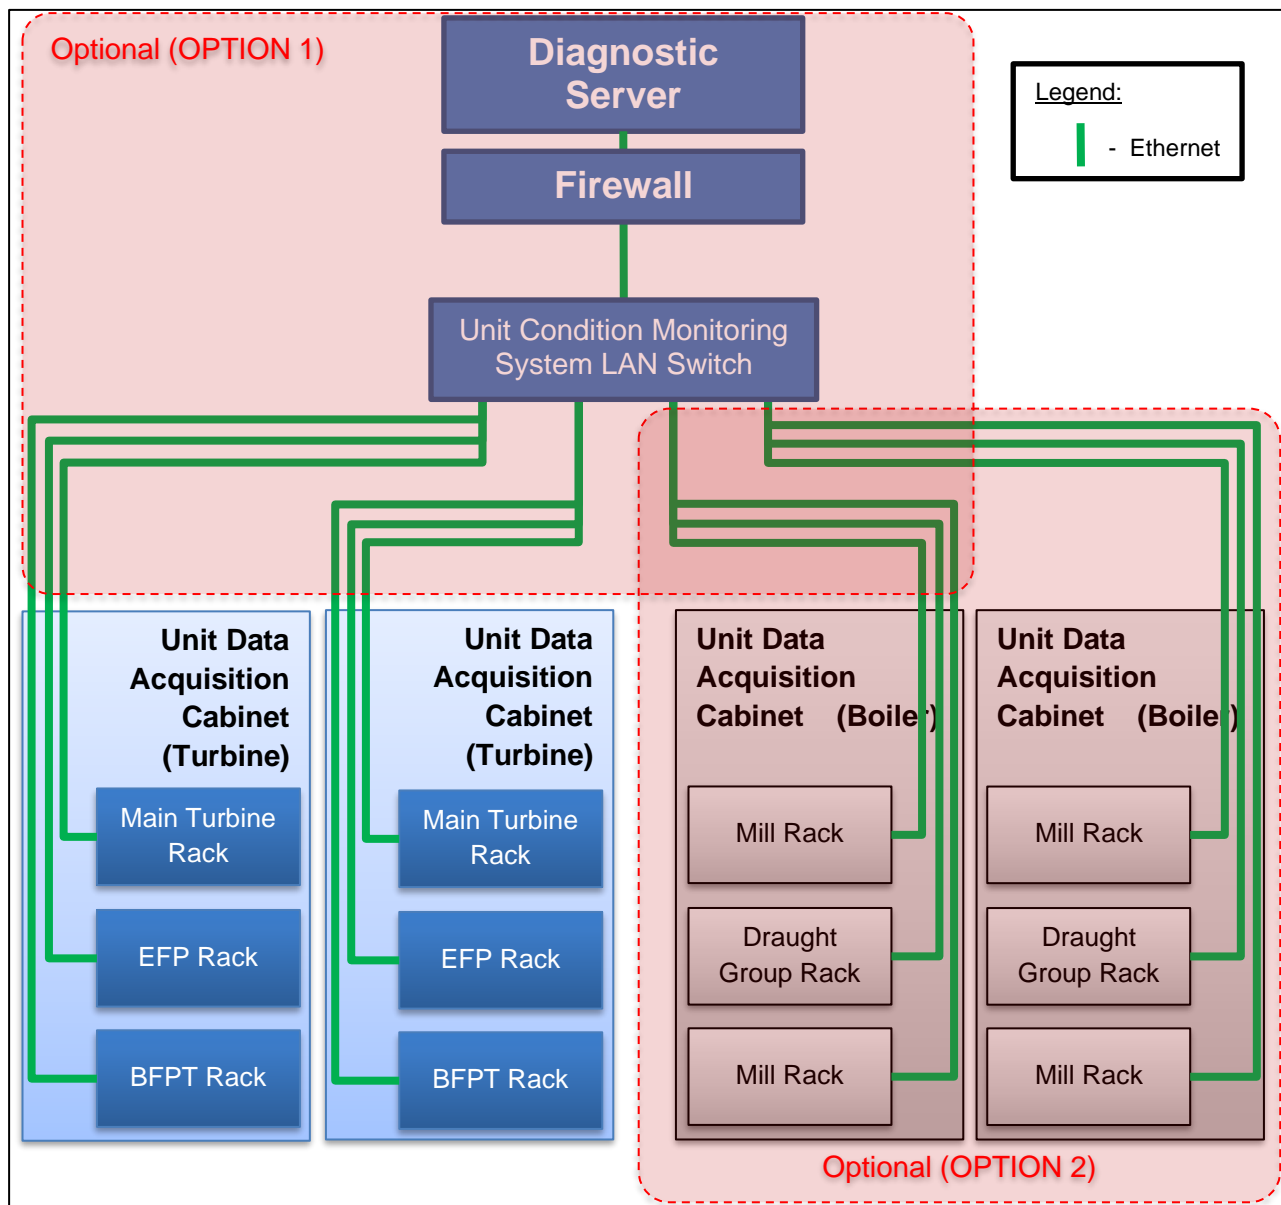 Optional (OPTION 1)
Diagnostic
Server
Legend:
- Ethernet
Firewall
Unit Condition Monitoring
System LAN Switch
Unit Data
Acquisition
Cabinet
(Turbine)
Main Turbine
Rack
EFP Rack
BFPT Rack
Unit Data
Acquisition
Cabinet
(Turbine)
Main Turbine
Rack
EFP Rack
BFPT Rack
Unit Data
Acquisition
Cabinet (Boiler)
Mill Rack
Draught
Group Rack
Mill Rack
Unit Data
Acquisition
Cabinet (Boiler)
Mill Rack
Draught
Group Rack
Mill Rack
Optional (OPTION 2)